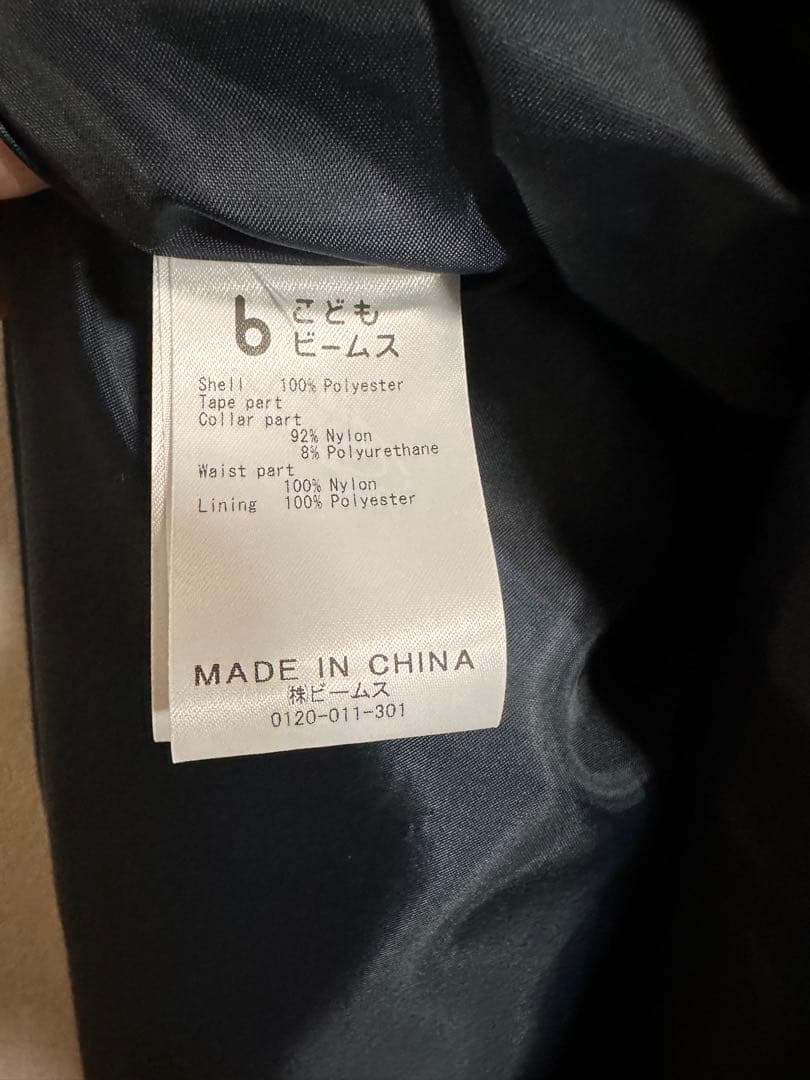 b こども
ビームス
Shell 100% Polyester
Tape part
Collar part
92% Nylon
8% Polyurethane
Waist part
100% Nylon
Lining 100% Polyester
MADE IN CHINA
㈱ビームス
0120-011-301